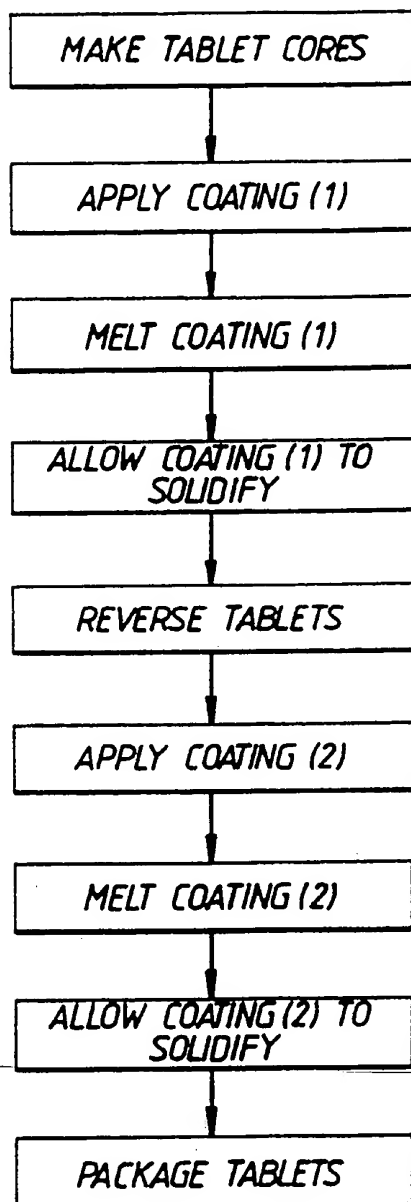 MAKE TABLET CORES
APPLY COATING (1)
MELT COATING (1)
ALLOW COATING (1) TO
SOLIDIFY
REVERSE TABLETS
APPLY COATING (2)
MELT COATING (2)
ALLOW COATING (2) TO
SOLIDIFY
PACKAGE TABLETS